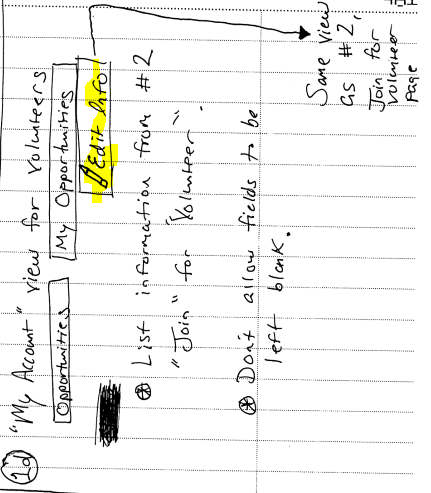 1d "My Account" view for volunteers
Opportunities My Opportunities Edit Info
⊛ List information from #2
"Join" for "Volunteer".
⊛ Don't allow fields to be
left blank.
Same view
as #2,
Join for
volunteer
page